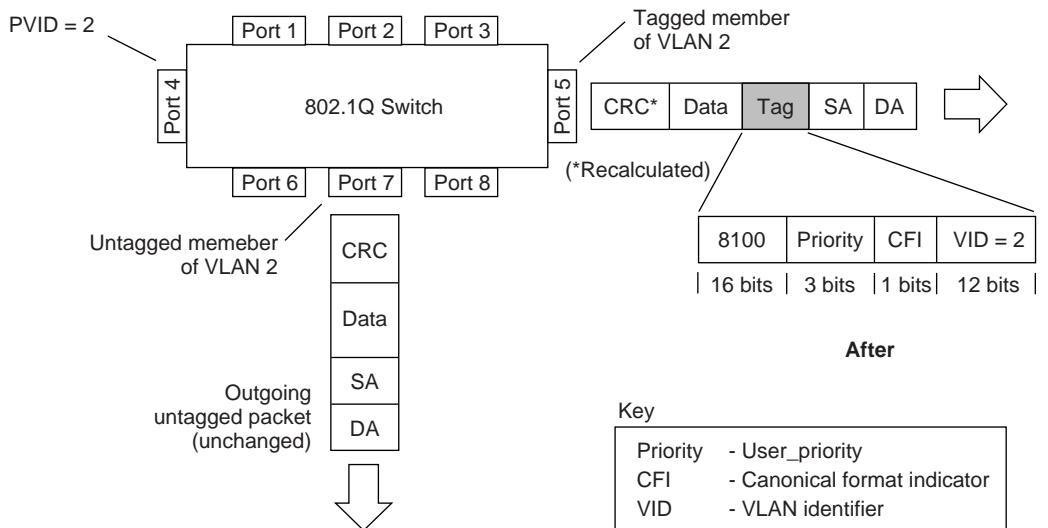 PVID = 2
Port 1
Port 2
Port 3
Tagged member
of VLAN 2
Port 4
802.1Q Switch
Port 5
CRC*
Data
Tag
SA
DA
(*Recalculated)
Port 6
Port 7
Port 8
Untagged memeber
of VLAN 2
CRC
Data
SA
DA
8100
Priority
CFI
VID = 2
16 bits
3 bits
1 bits
12 bits
After
Outgoing
untagged packet
(unchanged)
Key
Priority - User_priority
CFI - Canonical format indicator
VID - VLAN identifier